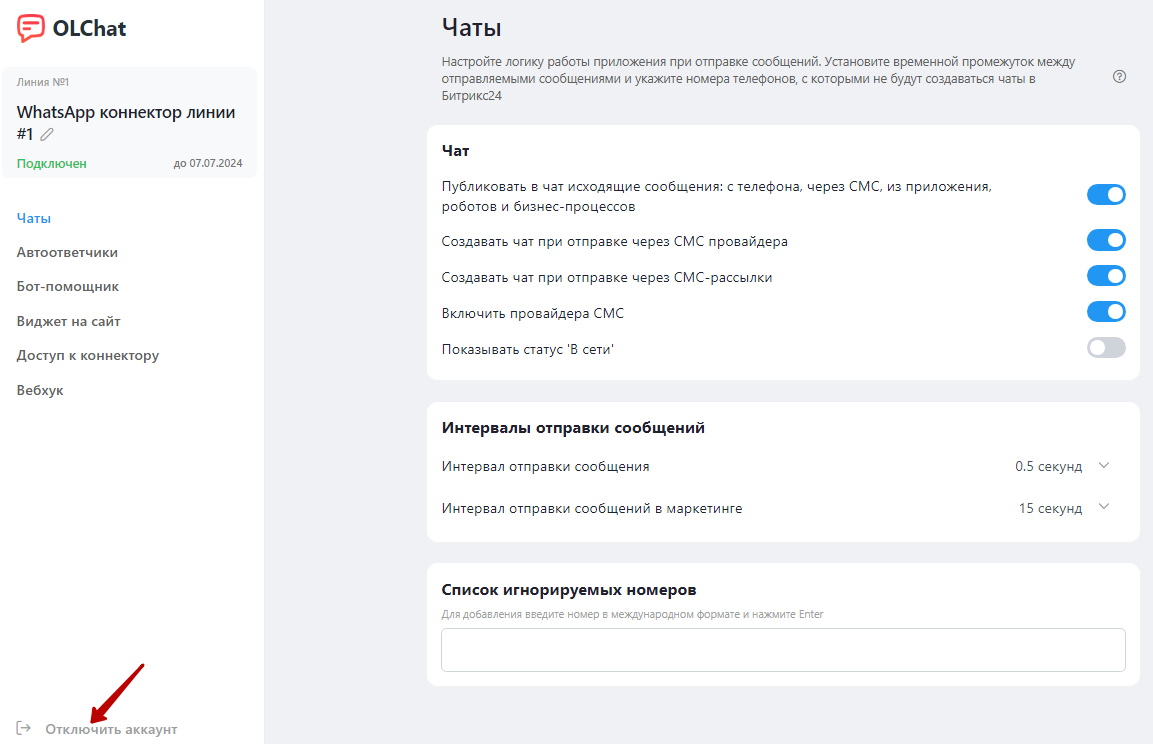 OLChat
Линия №1
WhatsApp коннектор линии
#1
Подключен
до 07.07.2024
Чаты
Автоответчики
Бот-помощник
Виджет на сайт
Доступ к коннектору
Вебхук
Отключить аккаунт
Чаты
Настройте логику работы приложения при отправке сообщений. Установите временной промежуток между
отправляемыми сообщениями и укажите номера телефонов, с которыми не будут создаваться чаты в
Битрикс24
?
Чат
Публиковать в чат исходящие сообщения: с телефона, через СМС, из приложения,
роботов и бизнес-процессов
Создавать чат при отправке через СМС провайдера
Создавать чат при отправке через СМС-рассылки
Включить провайдера СМС
Показывать статус 'В сети'
Интервалы отправки сообщений
Интервал отправки сообщения 0.5 секунд
Интервал отправки сообщений в маркетинге 15 секунд
Список игнорируемых номеров
Для добавления введите номер в международном формате и нажмите Enter